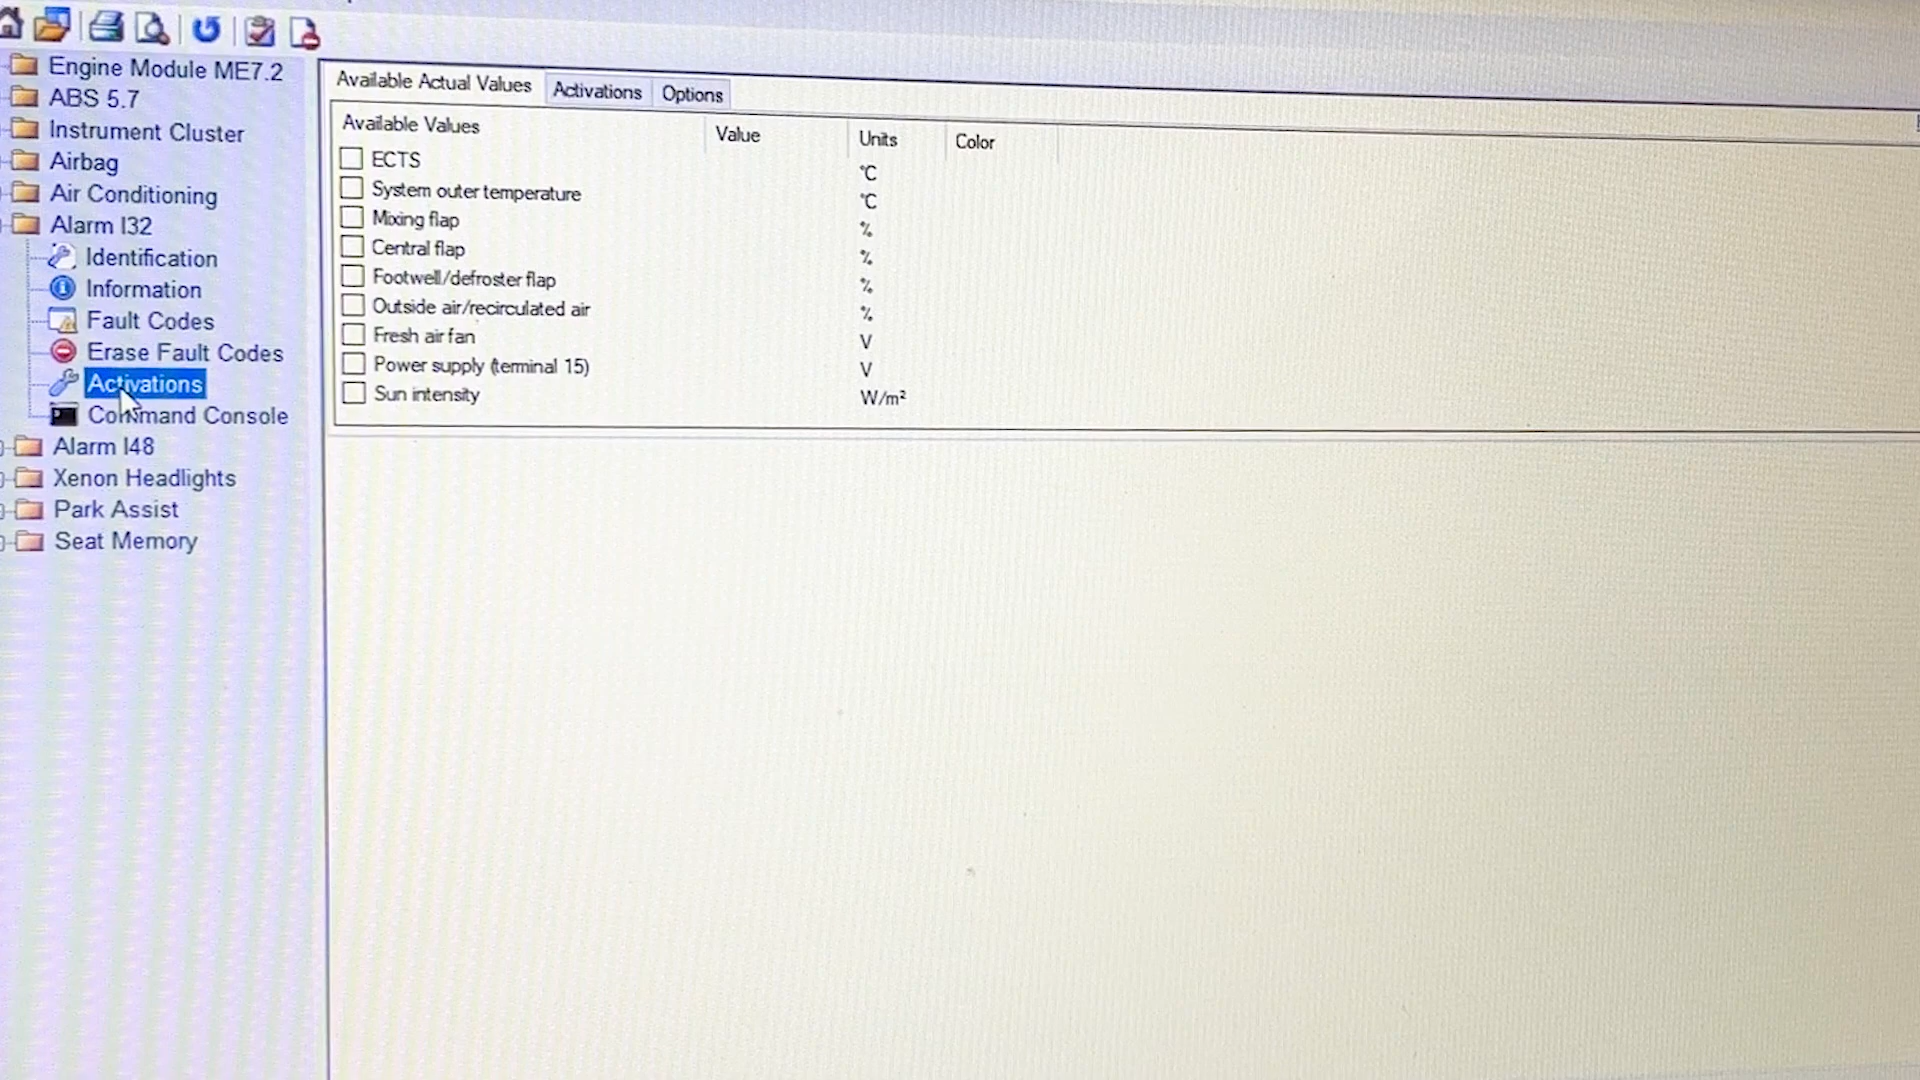 Engine Module ME7.2
ABS 5.7
Instrument Cluster
Airbag
Air Conditioning
Alarm I32
Identification
Information
Fault Codes
Erase Fault Codes
Activations
Command Console
Alarm I48
Xenon Headlights
Park Assist
Seat Memory
Available Actual Values Activations Options
Available Values Value Units Color
ECTS °C
System outer temperature °C
Mixing flap %
Central flap %
Footwell/defroster flap %
Outside air/recirculated air %
Fresh air fan V
Power supply (terminal 15) V
Sun intensity W/m²